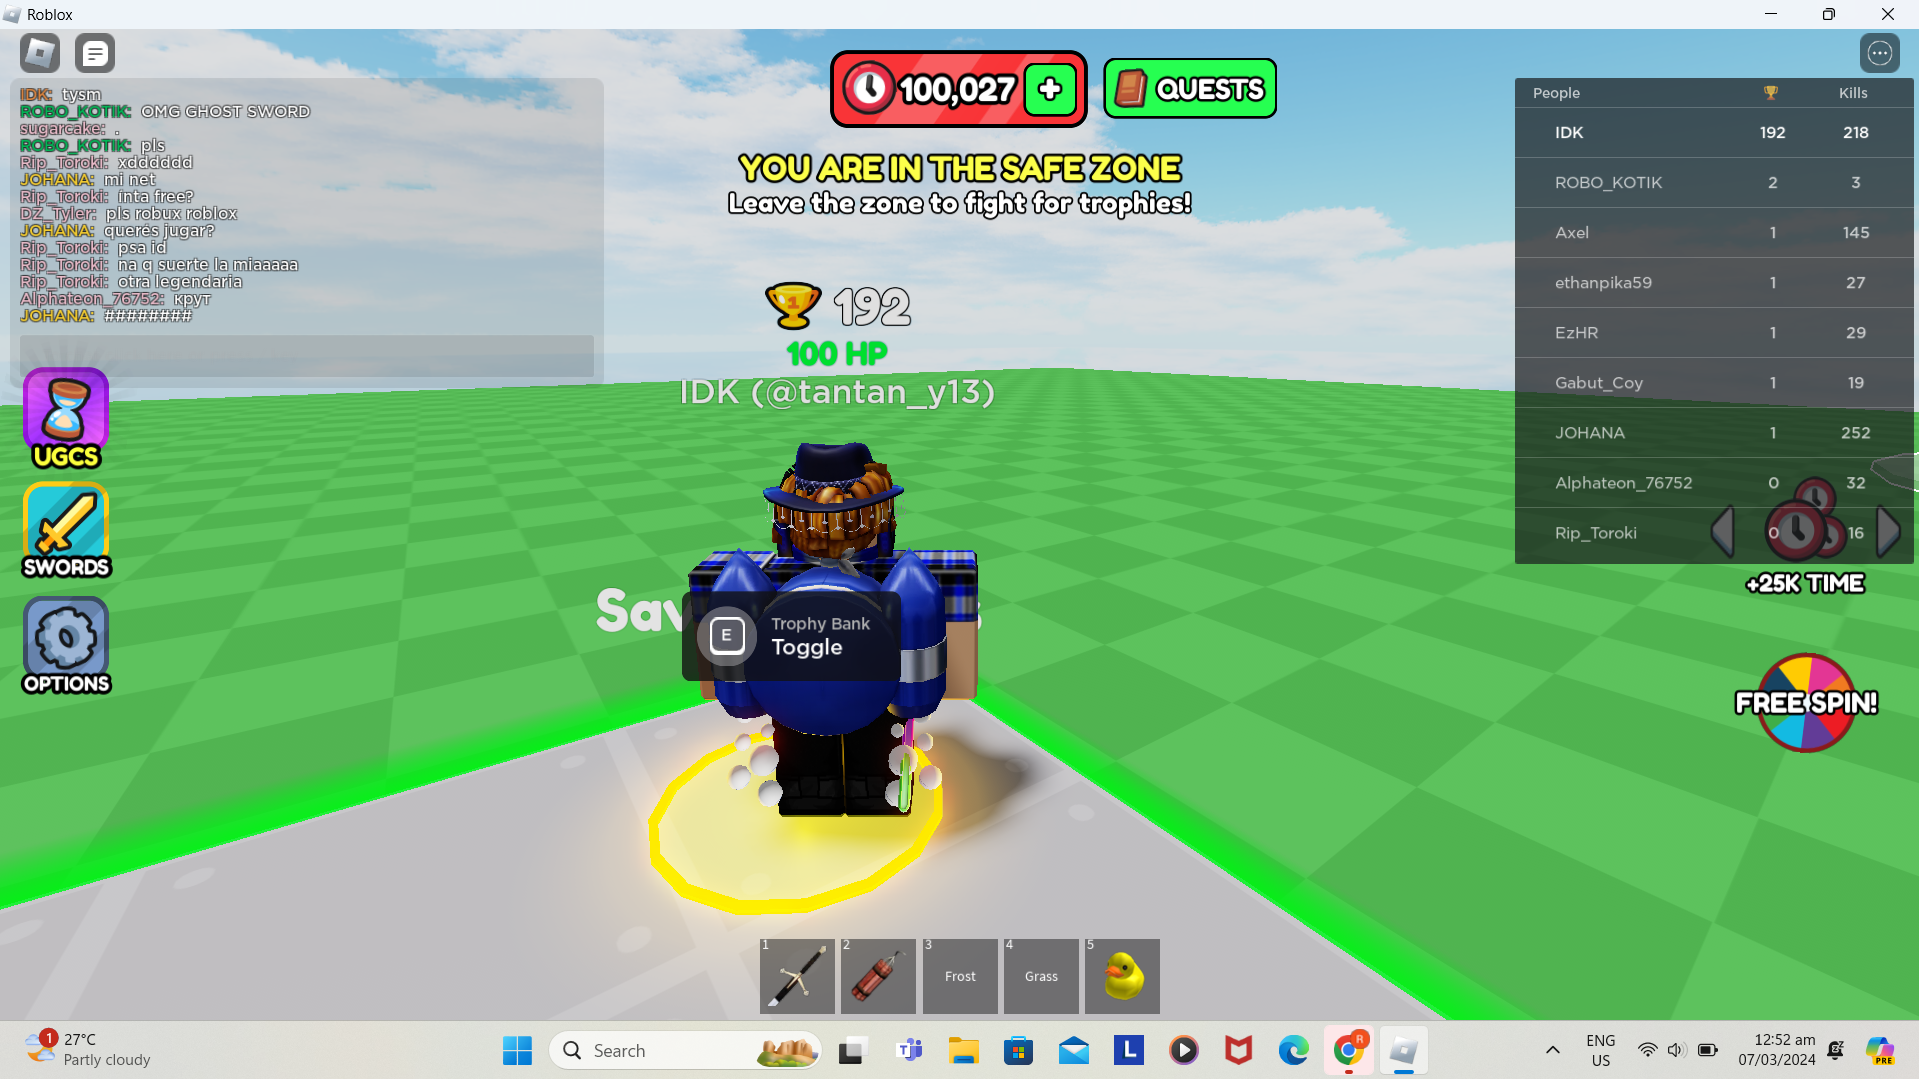 Roblox
IDK: tysm
ROBO_KOTIK: OMG GHOST SWORD
sugarcake: .
ROBO_KOTIK: pls
Rip_Toroki: xdddddd
JOHANA: mi net
Rip_Toroki: inta free?
DZ_Tyler: pls robux roblox
JOHANA: querés jugar?
Rip_Toroki: psa id
Rip_Toroki: na q suerte la miaaaaa
Rip_Toroki: otra legendaria
Alphateon_76752: крут
JOHANA: ########
100,027 +
QUESTS
YOU ARE IN THE SAFE ZONE
Leave the zone to fight for trophies!
1 192
100 HP
IDK (@tantan_y13)
People Kills
IDK 192 218
ROBO_KOTIK 2 3
Axel 1 145
ethanpika59 1 27
EzHR 1 29
Gabut_Coy 1 19
JOHANA 1 252
Alphateon_76752 0 32
Rip_Toroki 0 16
+25K TIME
FREE SPIN!
UGCS
SWORDS
OPTIONS
E
Trophy Bank
Toggle
1
2
3 Frost
4 Grass
5
1
27°C
Partly cloudy
Search
L
R
ENG
US
12:52 am
07/03/2024
PRE